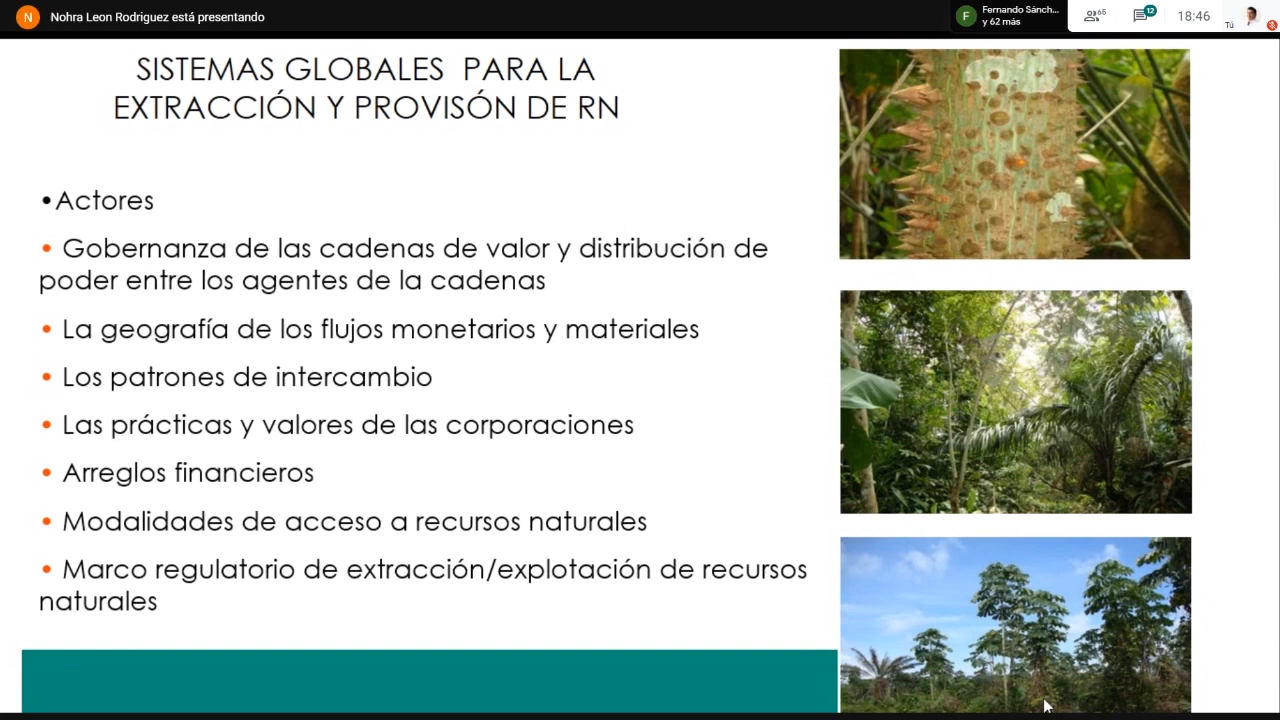 N
Nohra Leon Rodriguez está presentando
F
Fernando Sánch...
y 62 más
65
12
18:46
Tú
SISTEMAS GLOBALES PARA LA
EXTRACCIÓN Y PROVISÓN DE RN
•Actores
• Gobernanza de las cadenas de valor y distribución de
poder entre los agentes de la cadenas
• La geografía de los flujos monetarios y materiales
• Los patrones de intercambio
• Las prácticas y valores de las corporaciones
• Arreglos financieros
• Modalidades de acceso a recursos naturales
• Marco regulatorio de extracción/explotación de recursos
naturales